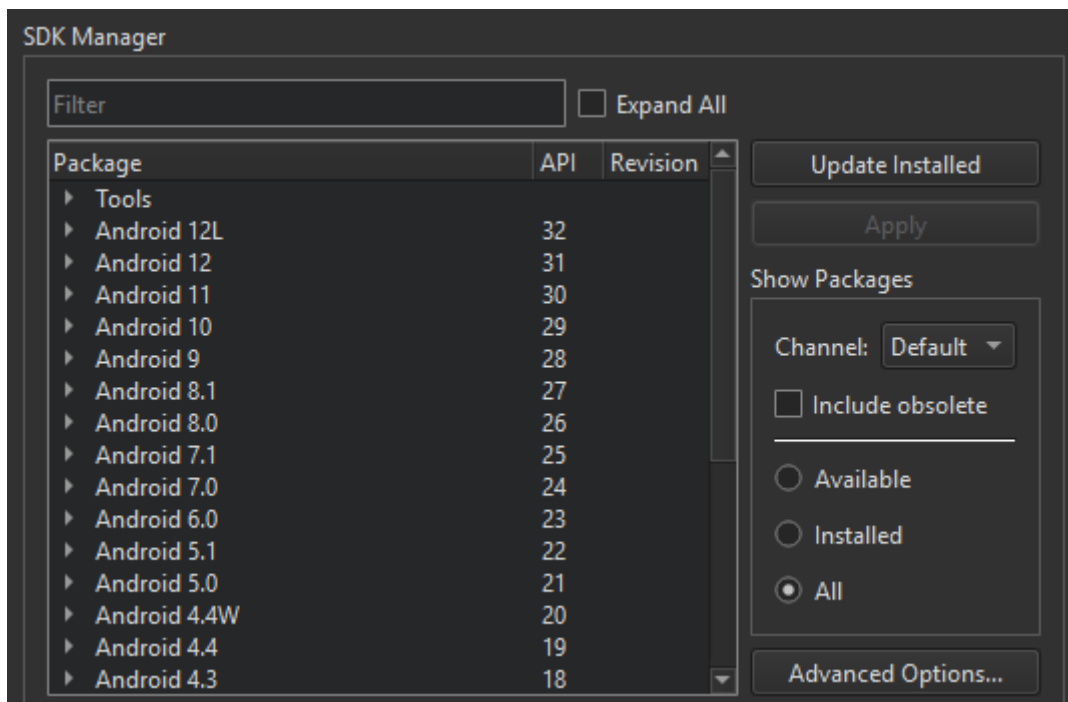 SDK Manager
Filter
Expand All
Package API Revision
Tools
Android 12L 32
Android 12 31
Android 11 30
Android 10 29
Android 9 28
Android 8.1 27
Android 8.0 26
Android 7.1 25
Android 7.0 24
Android 6.0 23
Android 5.1 22
Android 5.0 21
Android 4.4W 20
Android 4.4 19
Android 4.3 18
Update Installed
Apply
Show Packages
Channel: Default
Include obsolete
Available
Installed
All
Advanced Options...